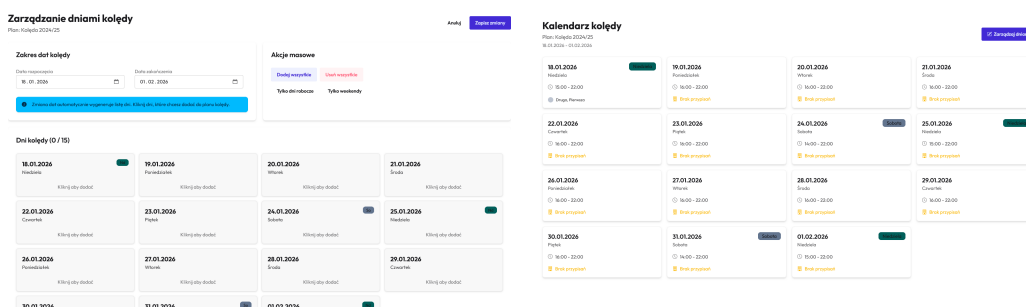 Zarządzanie dniami kolędy
Plan: Kolęda 2024/25
Anuluj
Zapisz zmiany
Zakres dat kolędy
Data rozpoczęcia
18.01.2026
Data zakończenia
01.02.2026
Zmiana dat automatycznie wygeneruje listę dni. Kliknij dni, które chcesz dodać do planu kolędy.
Akcje masowe
Dodaj wszystkie
Usuń wszystkie
Tylko dni robocze
Tylko weekendy
Dni kolędy (0 / 15)
18.01.2026
Niedziela
Kliknij aby dodać
19.01.2026
Poniedziałek
Kliknij aby dodać
20.01.2026
Wtorek
Kliknij aby dodać
21.01.2026
Środa
Kliknij aby dodać
22.01.2026
Czwartek
Kliknij aby dodać
23.01.2026
Piątek
Kliknij aby dodać
24.01.2026
Sobota
Kliknij aby dodać
25.01.2026
Niedziela
Kliknij aby dodać
26.01.2026
Poniedziałek
Kliknij aby dodać
27.01.2026
Wtorek
Kliknij aby dodać
28.01.2026
Środa
Kliknij aby dodać
29.01.2026
Czwartek
Kliknij aby dodać
30.01.2026
31.01.2026
01.02.2026
Kalendarz kolędy
Plan: Kolęda 2024/25
18.01.2026 - 01.02.2026
Zarządzaj dniami
18.01.2026
Niedziela
15:00 - 22:00
Druga, Pierwsza
19.01.2026
Poniedziałek
16:00 - 22:00
Brak przypisań
20.01.2026
Wtorek
16:00 - 22:00
Brak przypisań
21.01.2026
Środa
16:00 - 22:00
Brak przypisań
22.01.2026
Czwartek
16:00 - 22:00
Brak przypisań
23.01.2026
Piątek
16:00 - 22:00
Brak przypisań
24.01.2026
Sobota
Sobota
14:00 - 22:00
Brak przypisań
25.01.2026
Niedziela
15:00 - 22:00
Brak przypisań
26.01.2026
Poniedziałek
16:00 - 22:00
Brak przypisań
27.01.2026
Wtorek
16:00 - 22:00
Brak przypisań
28.01.2026
Środa
16:00 - 22:00
Brak przypisań
29.01.2026
Czwartek
16:00 - 22:00
Brak przypisań
30.01.2026
Piątek
16:00 - 22:00
Brak przypisań
31.01.2026
Sobota
Sobota
14:00 - 22:00
Brak przypisań
01.02.2026
Niedziela
15:00 - 22:00
Brak przypisań